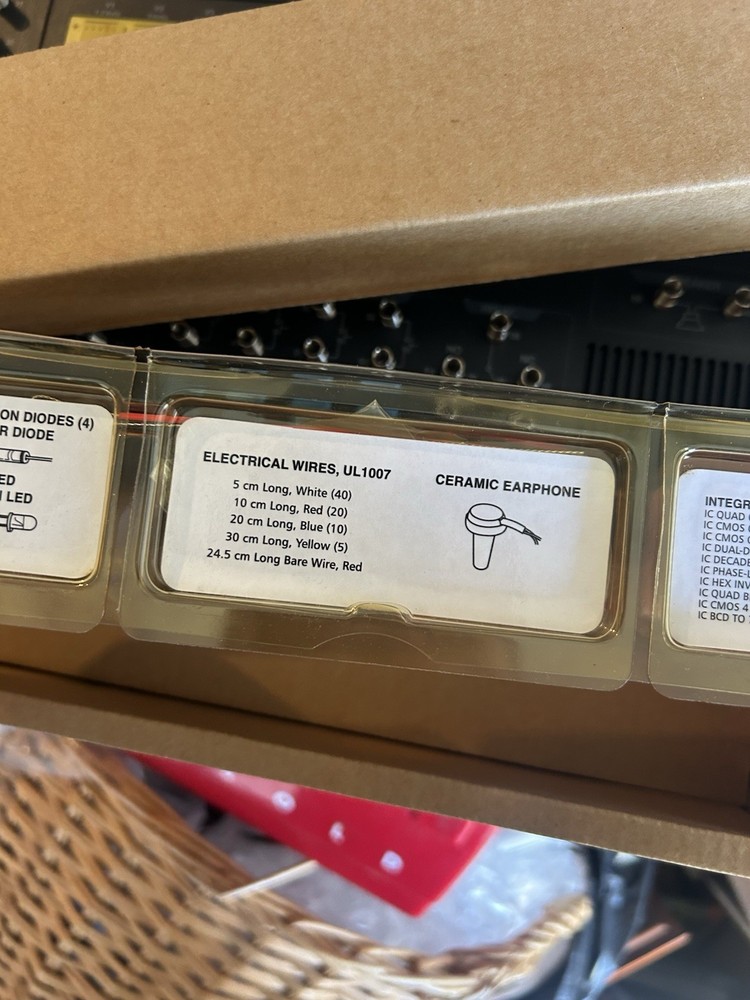 ON DIODES (4)
R DIODE
ED
LED
ELECTRICAL WIRES, UL1007
5 cm Long, White (40)
10 cm Long, Red (20)
20 cm Long, Blue (10)
30 cm Long, Yellow (5)
24.5 cm Long Bare Wire, Red
CERAMIC EARPHONE
INTEGR
IC QUAD
IC CMOS
IC CMOS
IC DUAL-D
IC DECADE
IC PHASE-L
IC HEX INV
IC QUAD B
IC CMOS 4
IC BCD TO